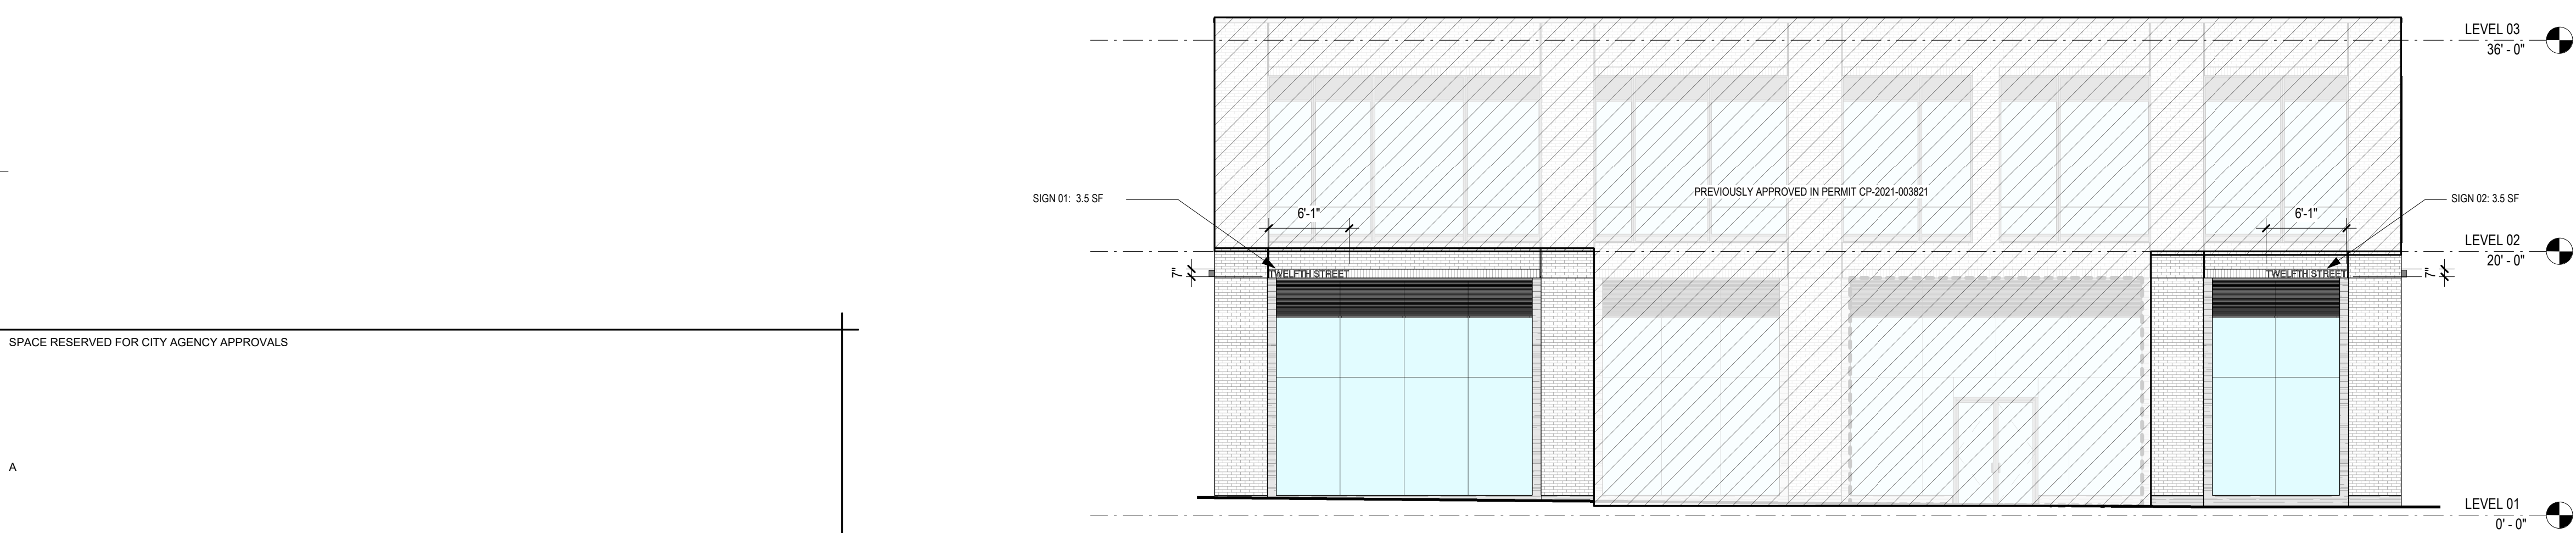 LEVEL 03
36' - 0"
PREVIOUSLY APPROVED IN PERMIT CP-2021-003821
SIGN 01:  3.5 SF
SIGN 02: 3.5 SF
6'-1"
6'-1"
LEVEL 02
20' - 0"
7"
TWELFTH STREET
TWELFTH STREET
7"
SPACE RESERVED FOR CITY AGENCY APPROVALS
A
LEVEL 01
0' - 0"